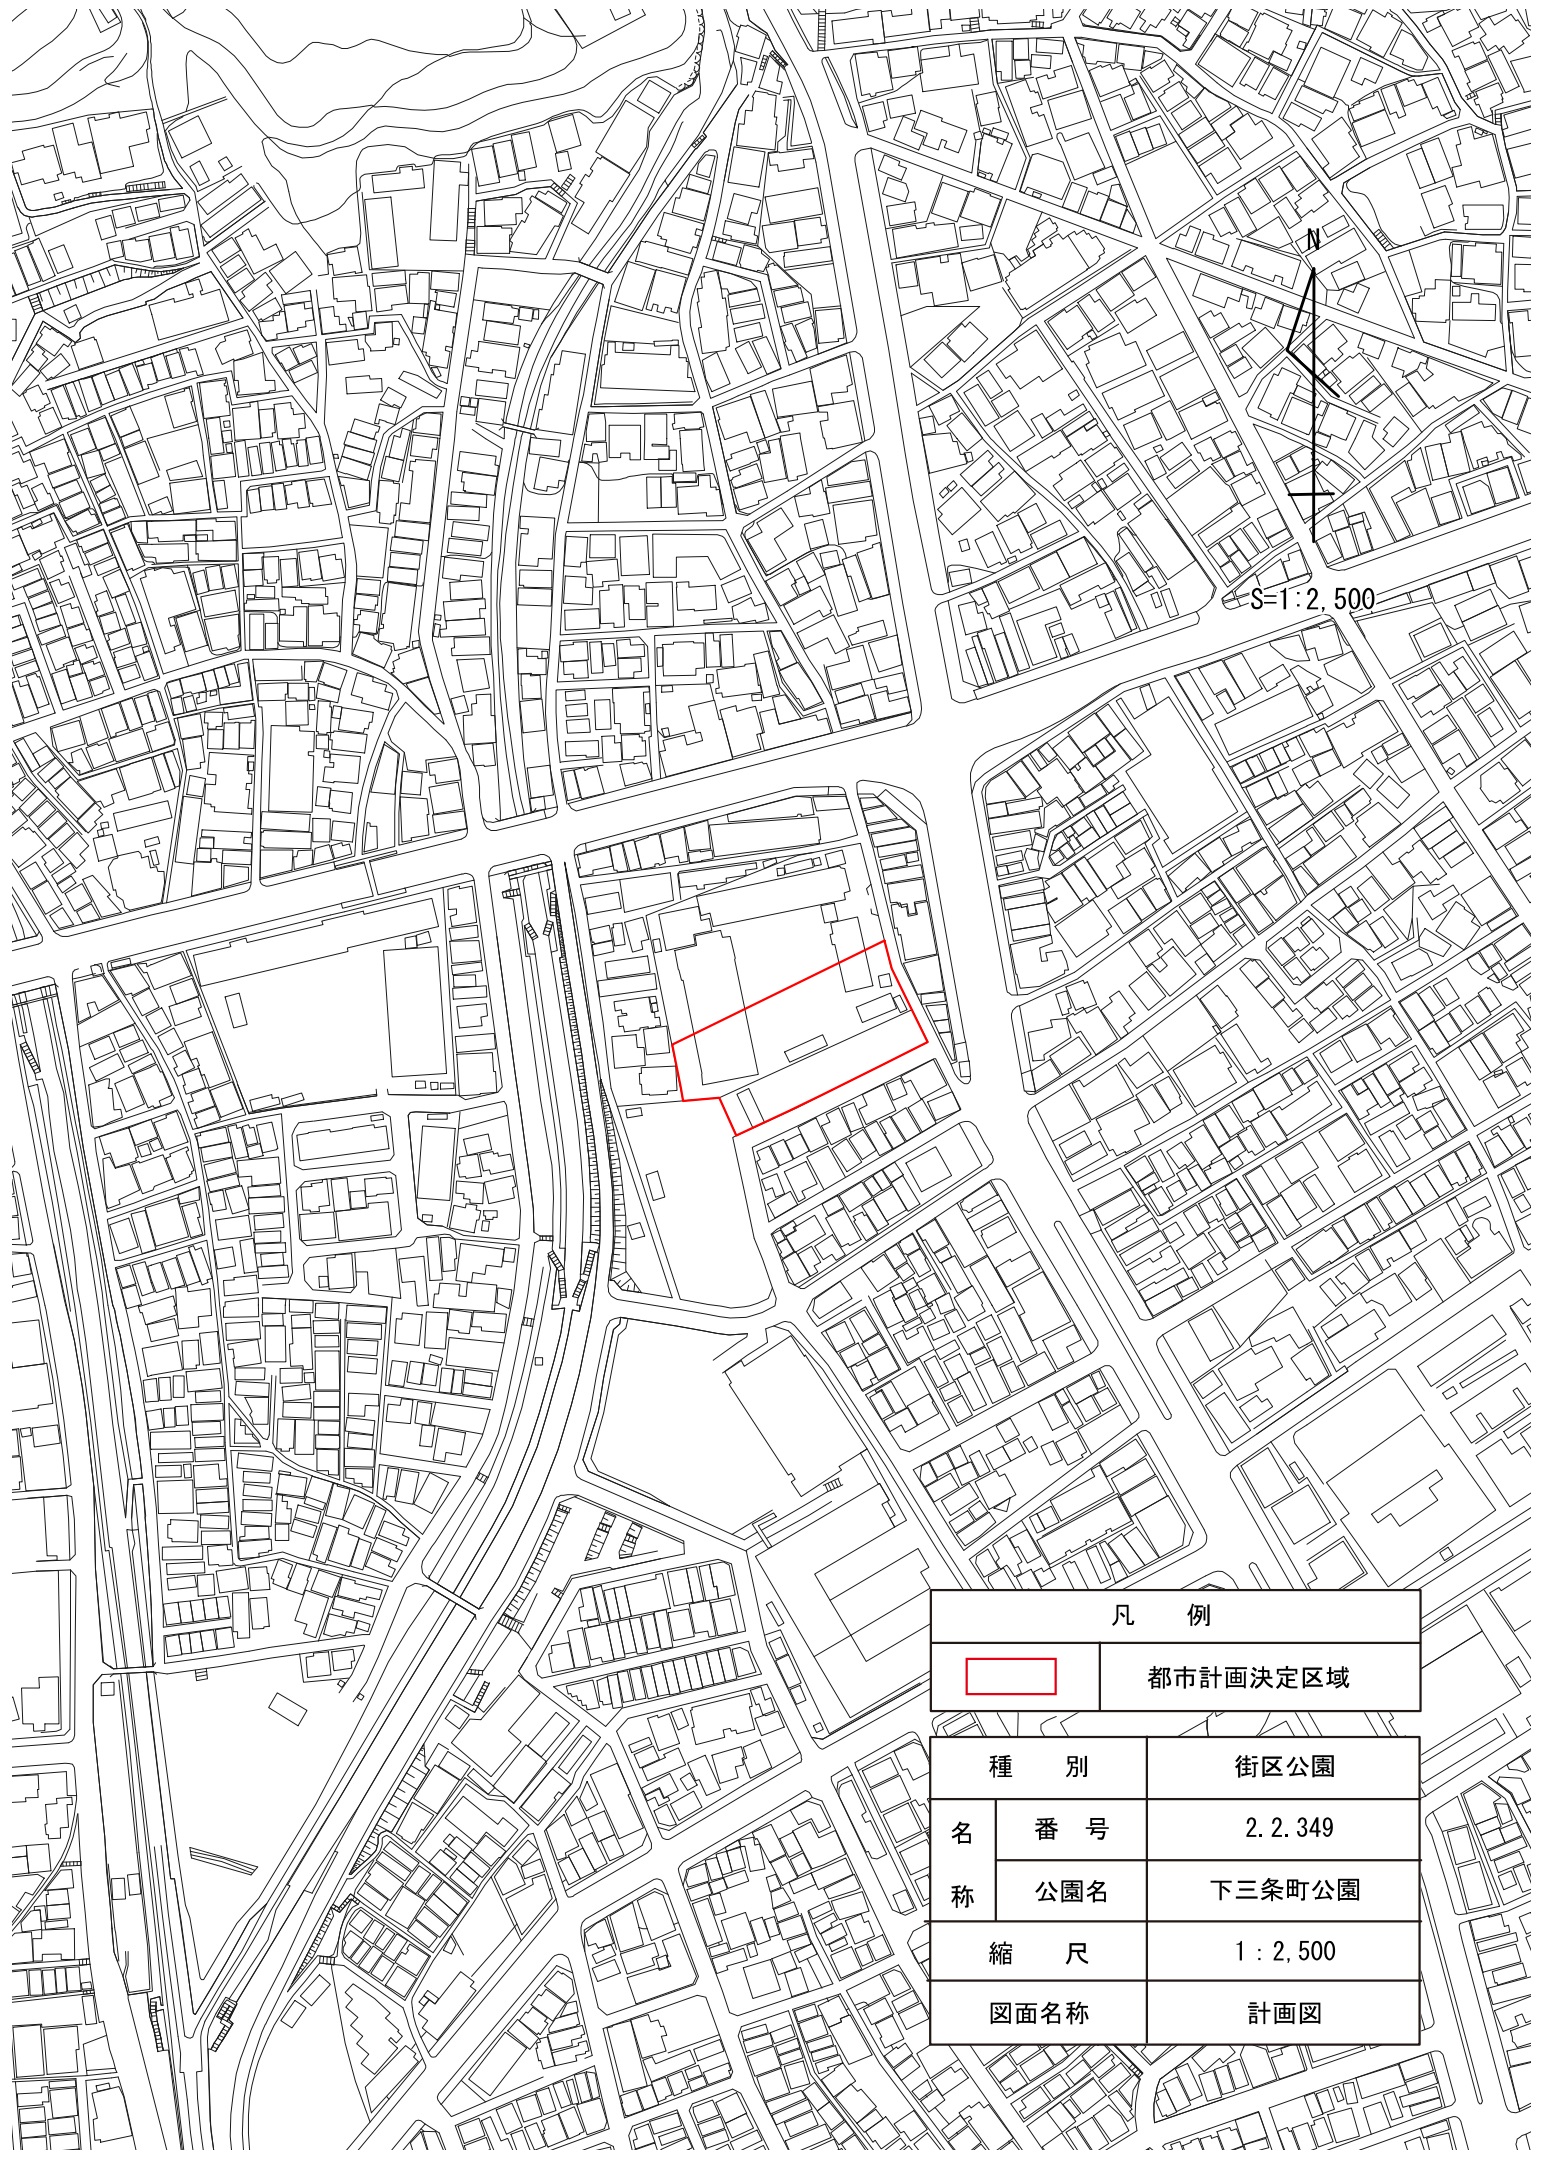 N
S=1:2,500
凡　例
都市計画決定区域
種　別　街区公園
名称　番　号　2.2.349
公園名　下三条町公園
縮　尺　1：2,500
図面名称　計画図